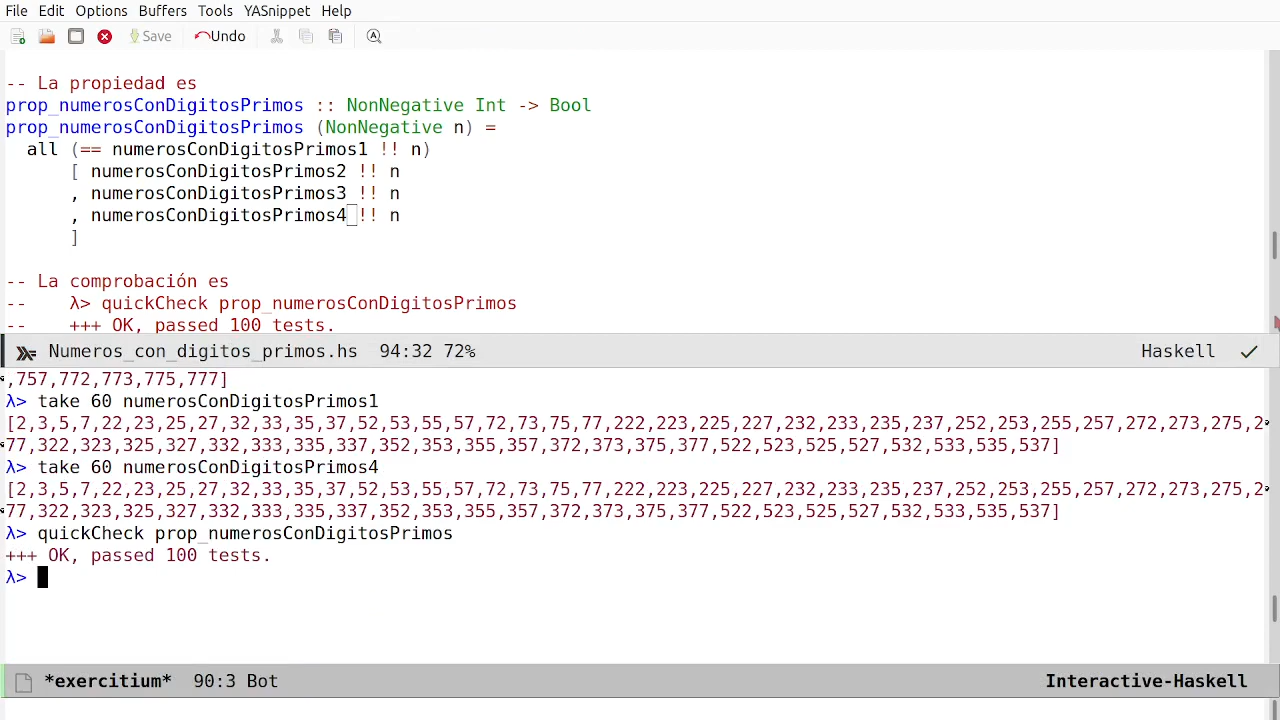 File Edit Options Buffers Tools YASnippet Help
Save Undo
-- La propiedad es
prop_numerosConDigitosPrimos :: NonNegative Int -> Bool
prop_numerosConDigitosPrimos (NonNegative n) =
  all (== numerosConDigitosPrimos1 !! n)
      [ numerosConDigitosPrimos2 !! n
      , numerosConDigitosPrimos3 !! n
      , numerosConDigitosPrimos4 !! n
      ]
-- La comprobación es
--    λ> quickCheck prop_numerosConDigitosPrimos
--    +++ OK, passed 100 tests.
Numeros_con_digitos_primos.hs 94:32 72% Haskell ✓
,757,772,773,775,777]
λ> take 60 numerosConDigitosPrimos1
[2,3,5,7,22,23,25,27,32,33,35,37,52,53,55,57,72,73,75,77,222,223,225,227,232,233,235,237,252,253,255,257,272,273,275,2
77,322,323,325,327,332,333,335,337,352,353,355,357,372,373,375,377,522,523,525,527,532,533,535,537]
λ> take 60 numerosConDigitosPrimos4
[2,3,5,7,22,23,25,27,32,33,35,37,52,53,55,57,72,73,75,77,222,223,225,227,232,233,235,237,252,253,255,257,272,273,275,2
77,322,323,325,327,332,333,335,337,352,353,355,357,372,373,375,377,522,523,525,527,532,533,535,537]
λ> quickCheck prop_numerosConDigitosPrimos
+++ OK, passed 100 tests.
λ>
*exercitium* 90:3 Bot Interactive-Haskell